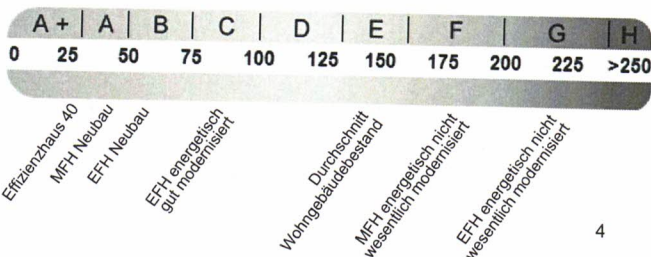 A+ A B C D E F G H
0 25 50 75 100 125 150 175 200 225 >250
Effizienzhaus 40
MFH Neubau
EFH Neubau
EFH energetisch
gut modernisiert
Durchschnitt
Wohngebäudebestand
MFH energetisch nicht
wesentlich modernisiert
EFH energetisch nicht
wesentlich modernisiert
4